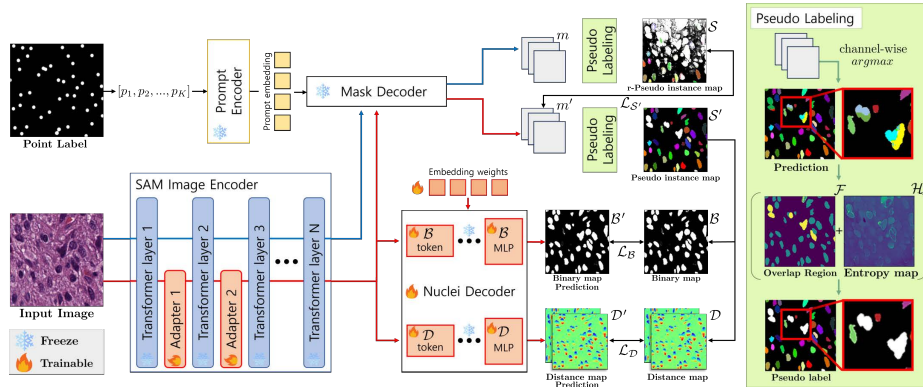 Point Label
[p₁, p₂, ..., p_K]
Prompt
Encoder
Prompt embedding
Mask Decoder
m
Pseudo
Labeling
S
r-Pseudo instance map
L_S'
m'
Pseudo
Labeling
S'
Pseudo instance map
SAM Image Encoder
Transformer layer 1
Adapter 1
Transformer layer 2
Adapter 2
Transformer layer 3
Transformer layer N
Input Image
Freeze
Trainable
Embedding weights
B
token
B
MLP
Nuclei Decoder
D
token
D
MLP
B'
L_B
B
Binary map
Prediction
Binary map
D'
L_D
D
Distance map
Prediction
Distance map
Pseudo Labeling
channel-wise
argmax
Prediction
F
H
+
Overlap Region
Entropy map
Pseudo label